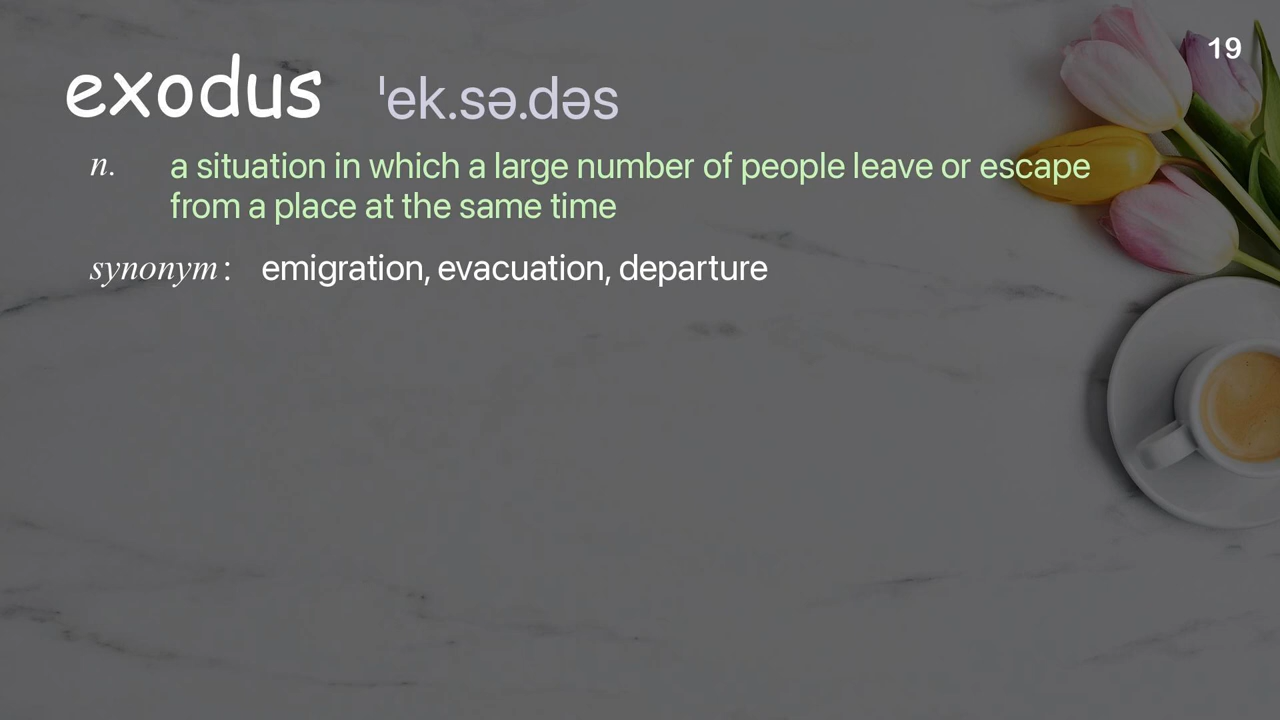 19
exodus ˈek.sə.dəs
n. a situation in which a large number of people leave or escape
from a place at the same time
synonym : emigration, evacuation, departure